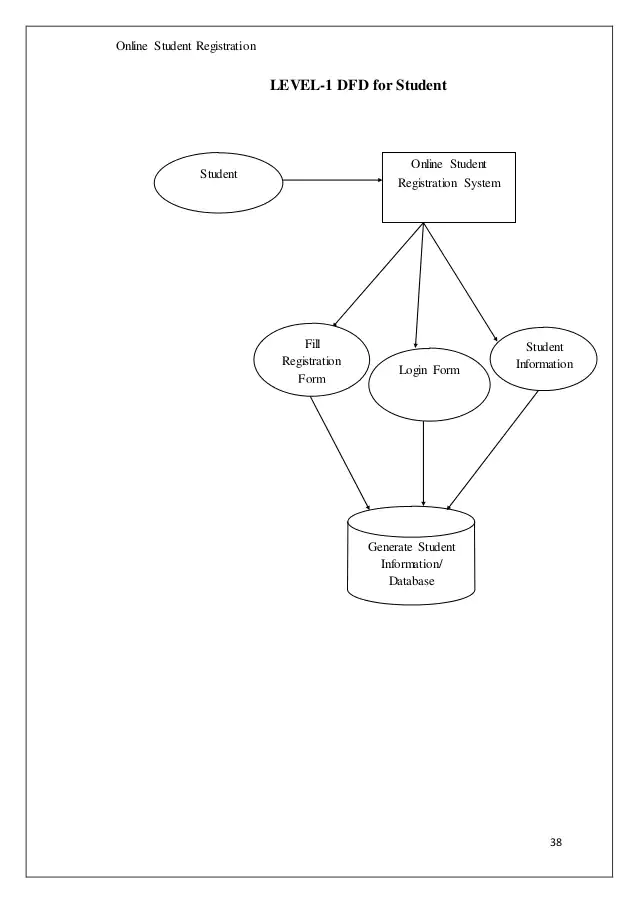 Online Student Registration
LEVEL-1 DFD for Student
Student
Online Student
Registration System
Fill
Registration
Form
Login Form
Student
Information
Generate Student
Information/
Database
38